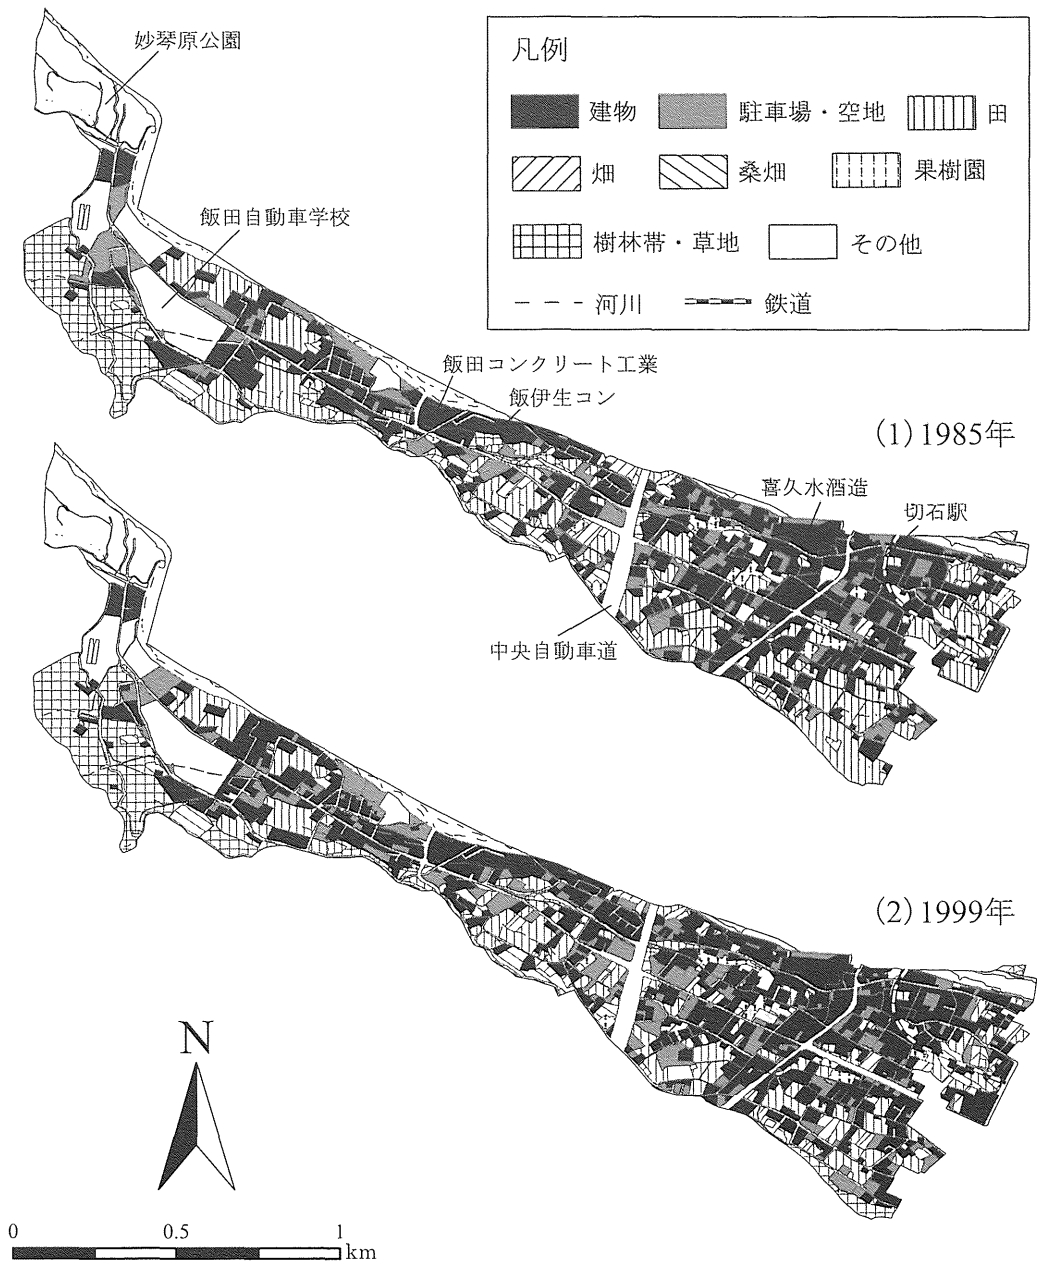 妙琴原公園
凡例
建物
駐車場・空地
田
畑
桑畑
果樹園
樹林帯・草地
その他
河川
鉄道
飯田自動車学校
飯田コンクリート工業
飯伊生コン
(1)1985年
喜久水酒造
切石駅
中央自動車道
(2)1999年
N
0 0.5 1
km